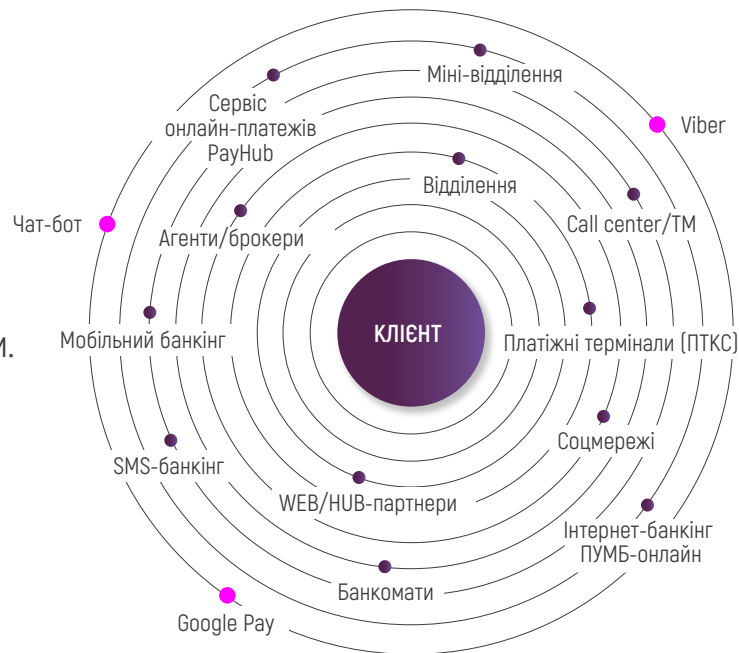 Міні-відділення
Сервіс
онлайн-платежів
PayHub
Viber
Відділення
Чат-бот
Call center/ТМ
Агенти/брокери
КЛІЄНТ
Мобільний банкінг
Платіжні термінали (ПТКС)
и.
Соцмережі
SMS-банкінг
WEB/HUB-партнери
Інтернет-банкінг
ПУМБ-онлайн
Банкомати
Google Pay